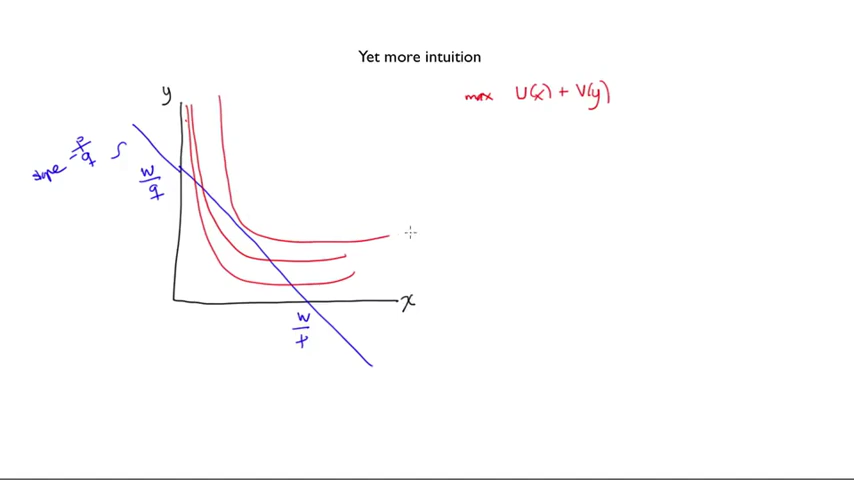 Yet more intuition
max U(x) + V(y)
y
slope -p/q
w/q
x
w/p